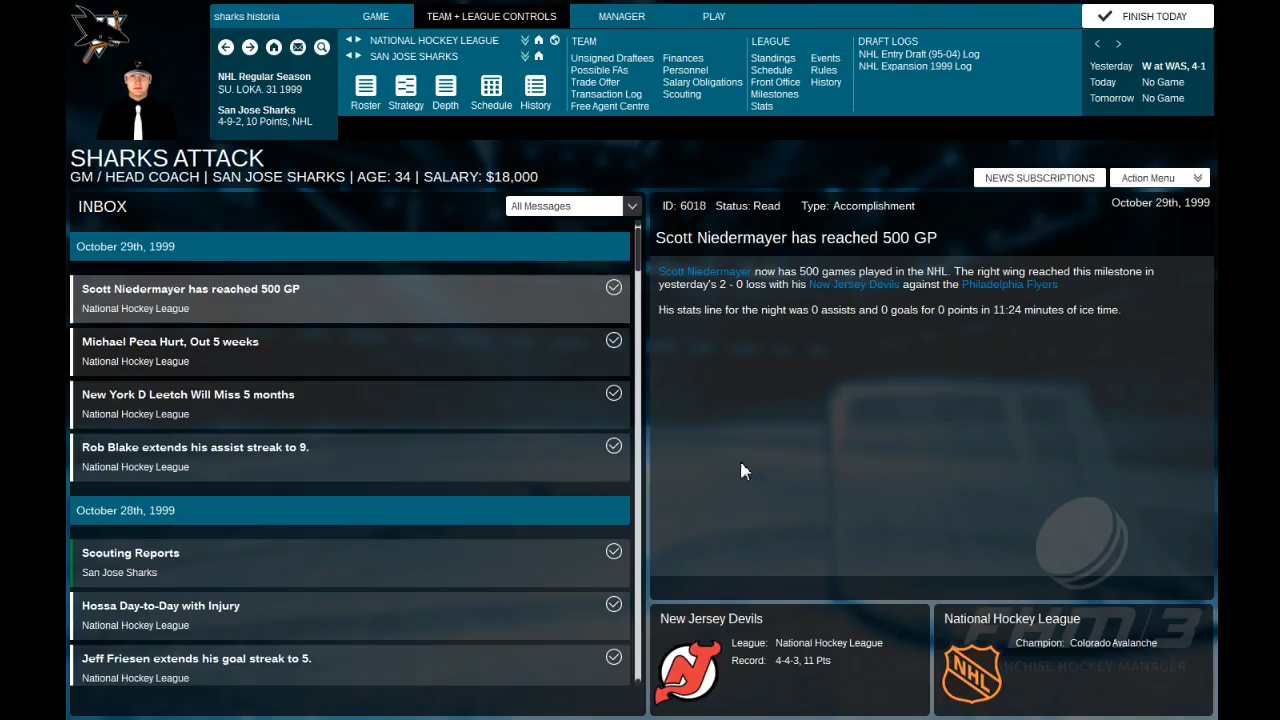 sharks historia
GAME
TEAM + LEAGUE CONTROLS
MANAGER
PLAY
FINISH TODAY
NATIONAL HOCKEY LEAGUE
SAN JOSE SHARKS
NHL Regular Season
SU. LOKA. 31 1999
San Jose Sharks
4-9-2, 10 Points, NHL
Roster
Strategy
Depth
Schedule
History
TEAM
Unsigned Draftees
Possible FAs
Trade Offer
Transaction Log
Free Agent Centre
Finances
Personnel
Salary Obligations
Scouting
LEAGUE
Standings
Schedule
Front Office
Milestones
Stats
Events
Rules
History
DRAFT LOGS
NHL Entry Draft (95-04) Log
NHL Expansion 1999 Log
Yesterday W at WAS, 4-1
Today No Game
Tomorrow No Game
SHARKS ATTACK
GM / HEAD COACH | SAN JOSE SHARKS | AGE: 34 | SALARY: $18,000
NEWS SUBSCRIPTIONS
Action Menu
INBOX
All Messages
October 29th, 1999
Scott Niedermayer has reached 500 GP
National Hockey League
Michael Peca Hurt, Out 5 weeks
National Hockey League
New York D Leetch Will Miss 5 months
National Hockey League
Rob Blake extends his assist streak to 9.
National Hockey League
October 28th, 1999
Scouting Reports
San Jose Sharks
Hossa Day-to-Day with Injury
National Hockey League
Jeff Friesen extends his goal streak to 5.
National Hockey League
ID: 6018 Status: Read Type: Accomplishment
October 29th, 1999
Scott Niedermayer has reached 500 GP
Scott Niedermayer now has 500 games played in the NHL. The right wing reached this milestone in
yesterday's 2 - 0 loss with his New Jersey Devils against the Philadelphia Flyers
His stats line for the night was 0 assists and 0 goals for 0 points in 11:24 minutes of ice time.
New Jersey Devils
League: National Hockey League
Record: 4-4-3, 11 Pts
National Hockey League
Champion: Colorado Avalanche
NHL
FHM|3
NCHISE HOCKEY MANAGER